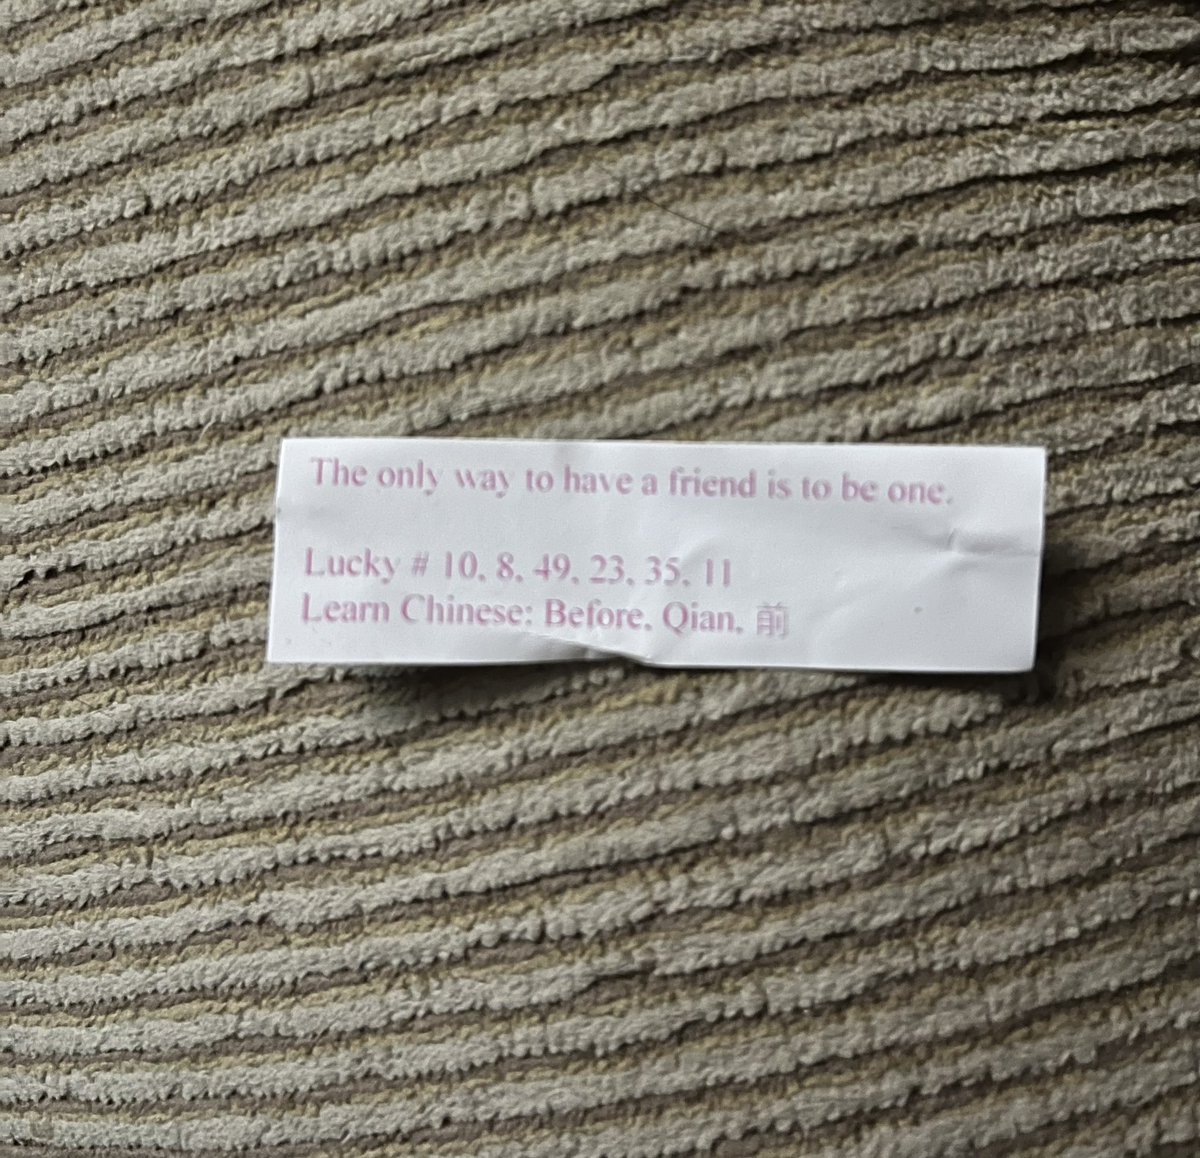 The only way to have a friend is to be one.
Lucky # 10, 8, 49, 23, 35, 11
Learn Chinese: Before, Qian, 前